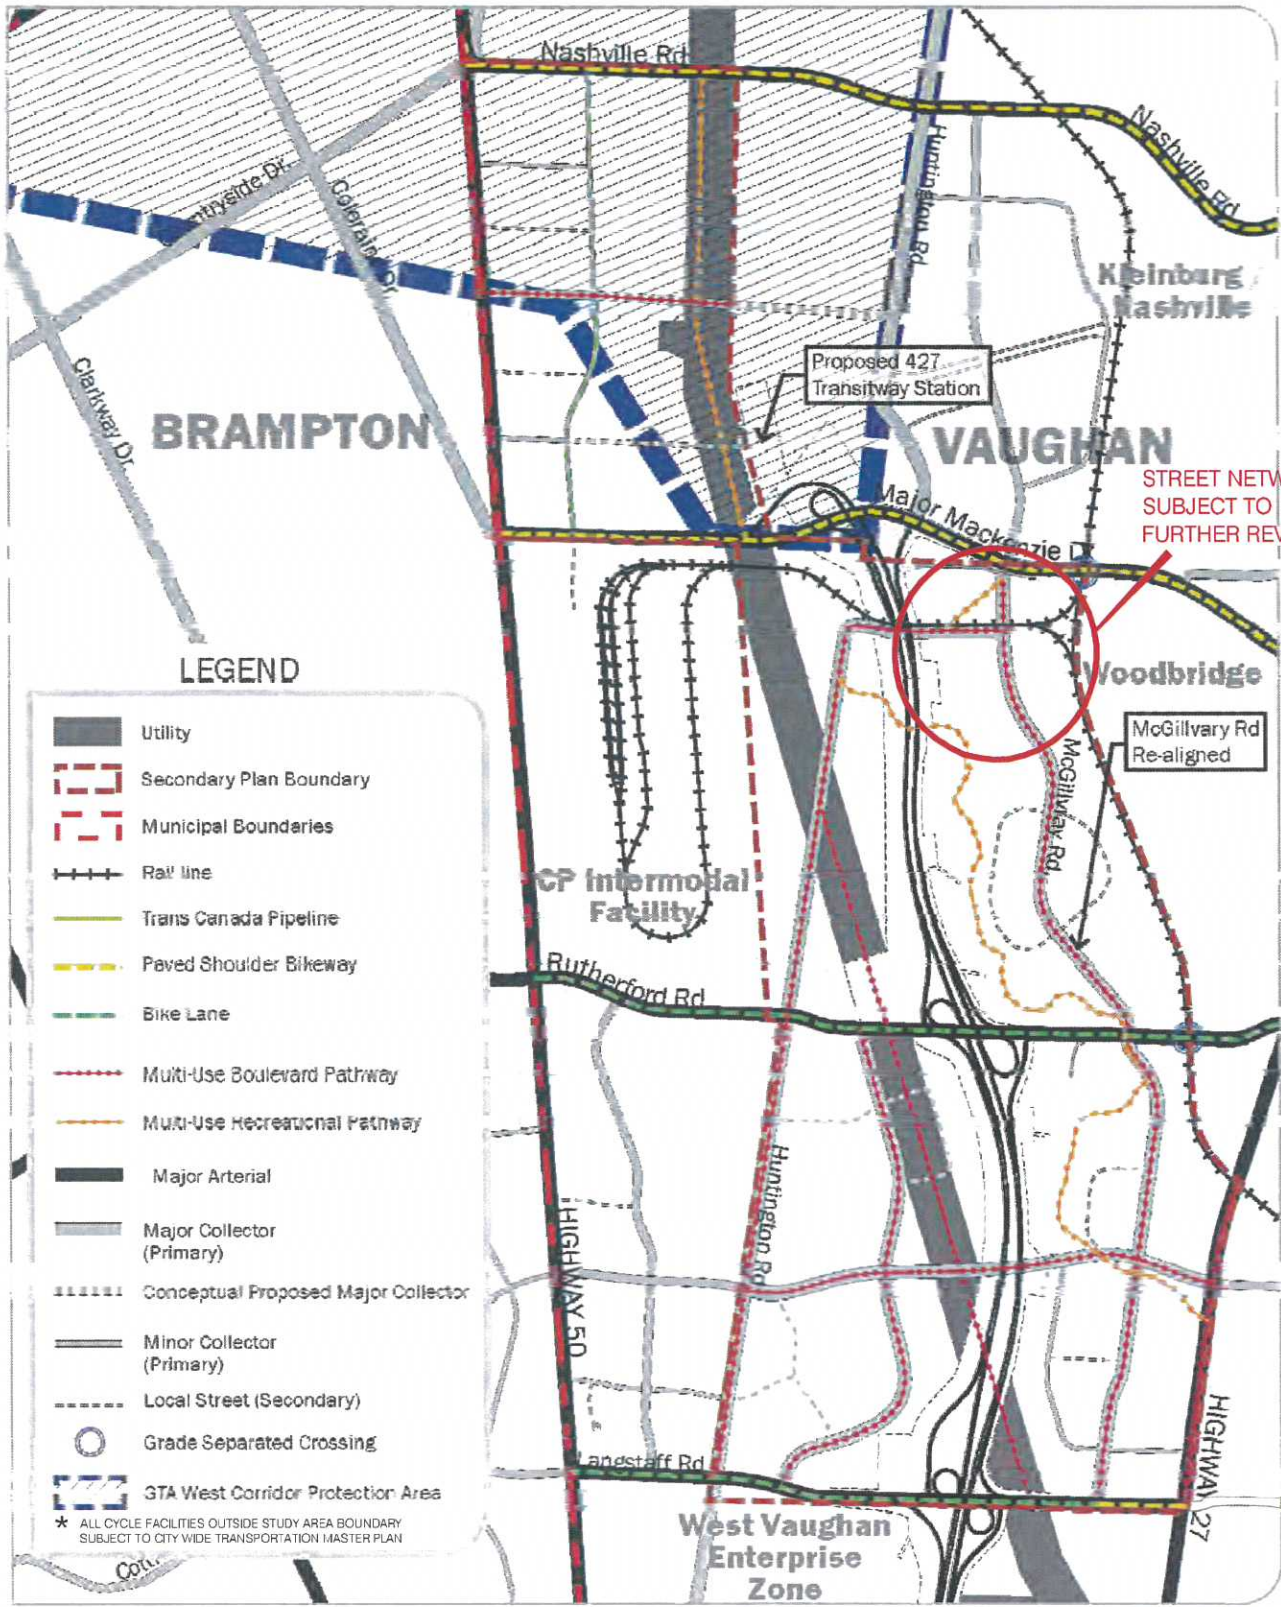 Nashville Rd
Nashville Rd
Huntington Rd
Countryside Dr.
Coleraine Dr.
Clarkway Dr.
Kleinburg /
Nashville
Proposed 427
Transitway Station
BRAMPTON
VAUGHAN
STREET NETW
SUBJECT TO
FURTHER REV
Major Mackenzie D
Woodbridge
McGillvary Rd
Re-aligned
McGillvray Rd
CP Intermodal
Facility
Rutherford Rd
Huntington Rd
HIGHWAY 50
HIGHWAY 27
Langstaff Rd
West Vaughan
Enterprise
Zone
LEGEND
Utility
Secondary Plan Boundary
Municipal Boundaries
Rail line
Trans Canada Pipeline
Paved Shoulder Bikeway
Bike Lane
Multi-Use Boulevard Pathway
Multi-Use Recreational Pathway
Major Arterial
Major Collector
(Primary)
Conceptual Proposed Major Collector
Minor Collector
(Primary)
Local Street (Secondary)
Grade Separated Crossing
GTA West Corridor Protection Area
* ALL CYCLE FACILITIES OUTSIDE STUDY AREA BOUNDARY
SUBJECT TO CITY WIDE TRANSPORTATION MASTER PLAN